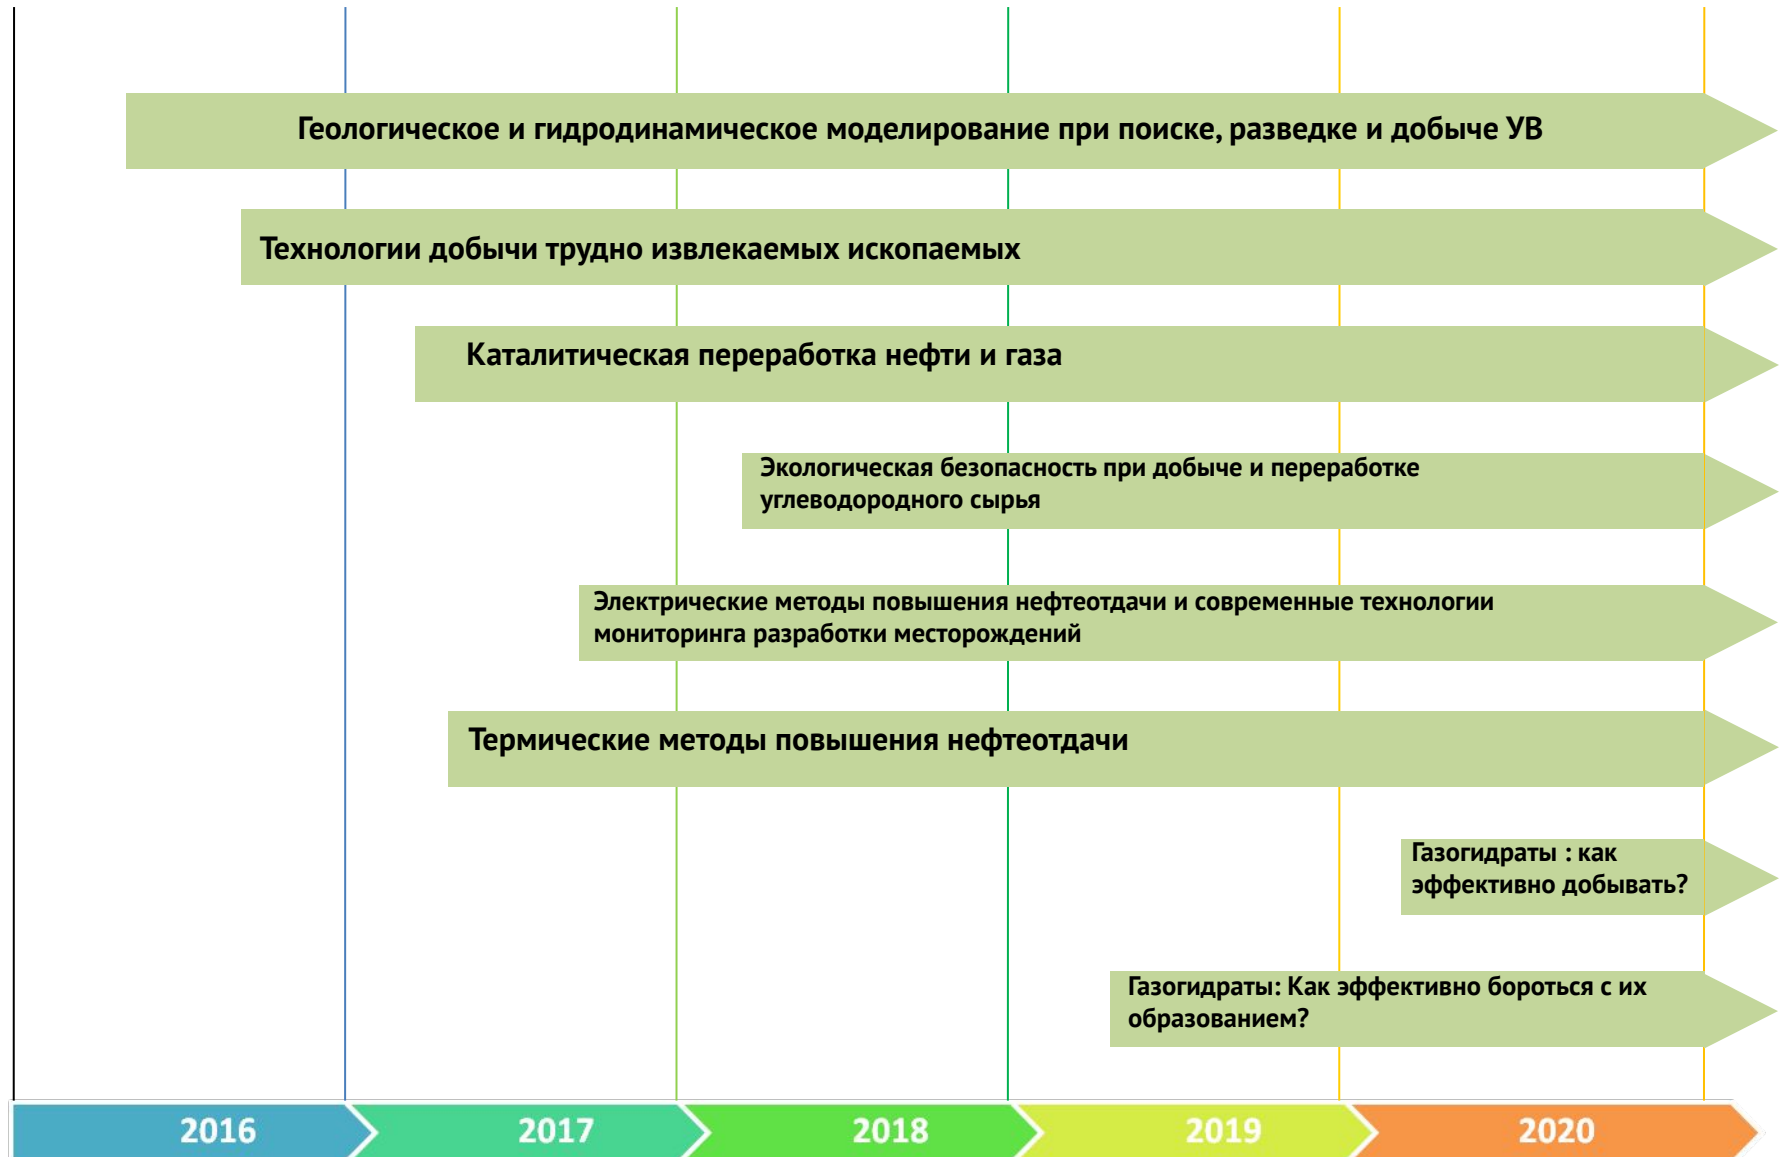 Геологическое и гидродинамическое моделирование при поиске, разведке и добыче УВ
Технологии добычи трудно извлекаемых ископаемых
Каталитическая переработка нефти и газа
Экологическая безопасность при добыче и переработке
углеводородного сырья
Электрические методы повышения нефтеотдачи и современные технологии
мониторинга разработки месторождений
Термические методы повышения нефтеотдачи
Газогидраты : как
эффективно добывать?
Газогидраты: Как эффективно бороться с их
образованием?
2016 2017 2018 2019 2020